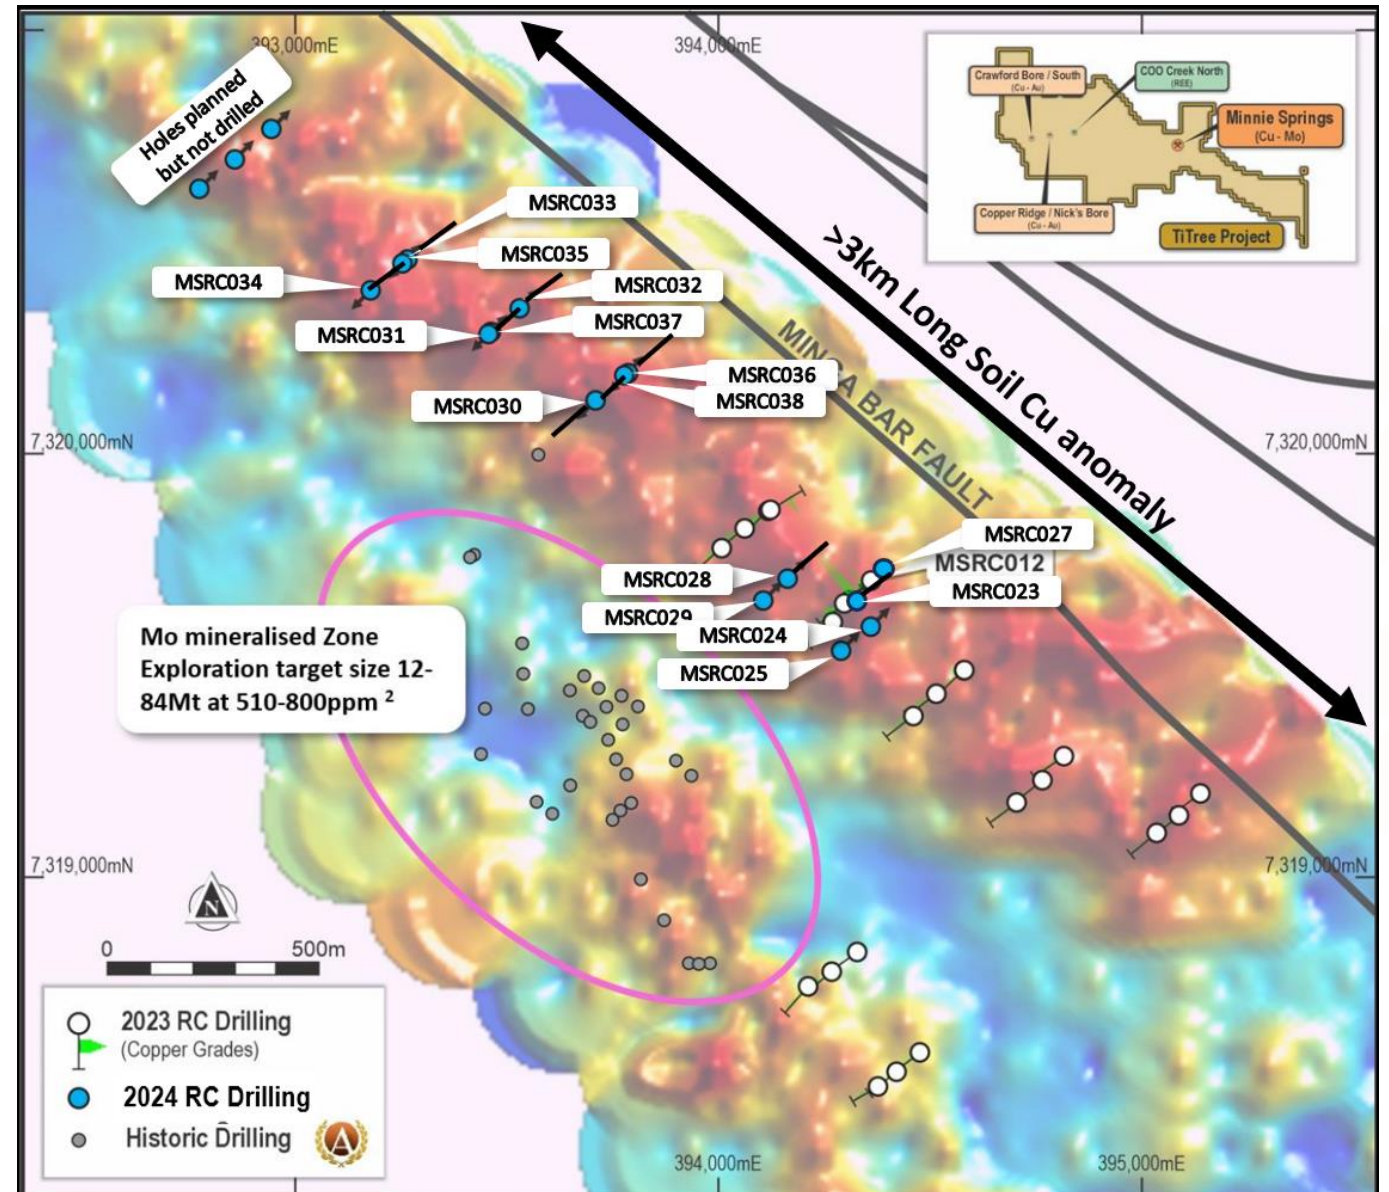 393,000mE
394,000mE
Holes planned
but not drilled
Crawford Bore / South
(Cu - Au)
COO Creek North
(REE)
Minnie Springs
(Cu - Mo)
Copper Ridge / Nick's Bore
(Cu - Au)
TiTree Project
MSRC033
MSRC035
MSRC034
MSRC032
MSRC031
MSRC037
MSRC036
MSRC030
MSRC038
>3km Long Soil Cu anomaly
BAR FAULT
7,320,000mN
7,320,000mN
MSRC027
MSRC012
MSRC028
MSRC023
MSRC029
MSRC024
MSRC025
Mo mineralised Zone
Exploration target size 12-
84Mt at 510-800ppm ²
7,319,000mN
7,319,000mN
N
0 500m
2023 RC Drilling
(Copper Grades)
2024 RC Drilling
Historic Drilling
A
394,000mE
395,000mE